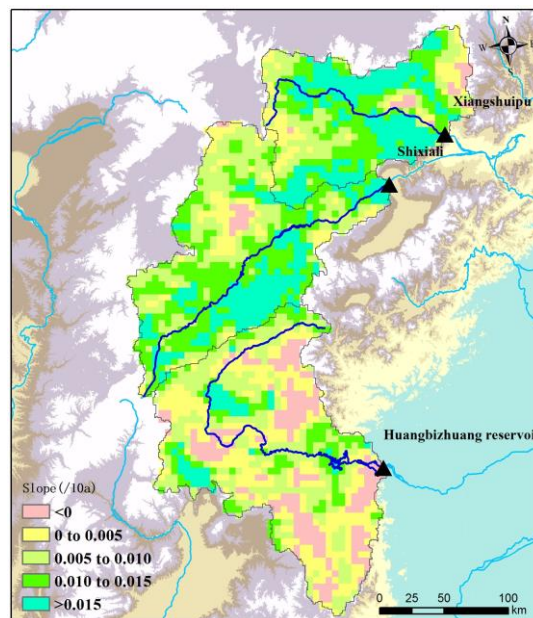 N
W
E
S
Xiangshuipu
Shixiali
Huangbizhuang reservoi
Slope(/10a)
<0
0 to 0.005
0.005 to 0.010
0.010 to 0.015
>0.015
0 25 50 100
km